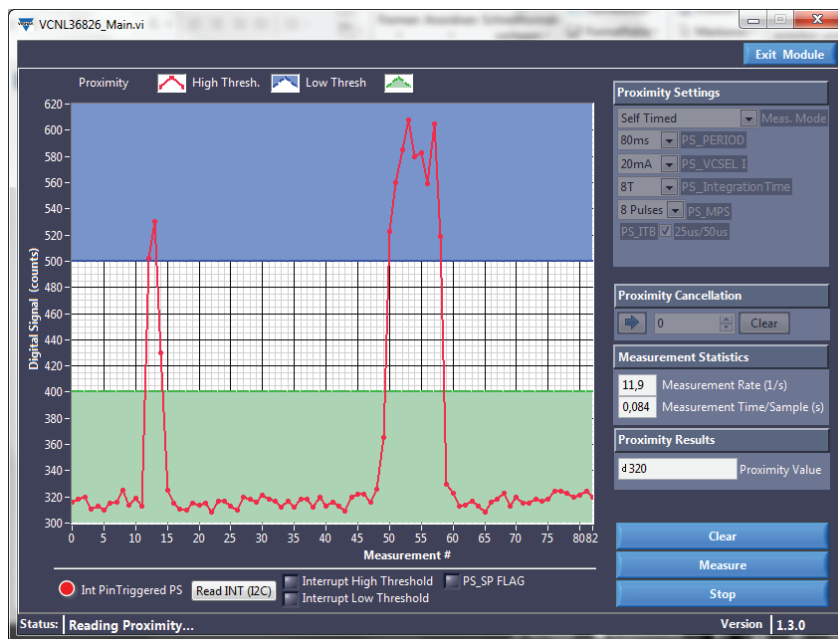 VCNL36826_Main.vi
Exit Module
Proximity High Thresh. Low Thresh
620
600
580
560
540
520
500
480
460
440
420
400
380
360
340
320
300
Digital Signal (counts)
0 5 10 15 20 25 30 35 40 45 50 55 60 65 70 75 80 82
Measurement #
Int PinTriggered PS
Read INT (I2C)
Interrupt High Threshold
Interrupt Low Threshold
PS_SP FLAG
Proximity Settings
Self Timed Meas. Mode
80ms PS_PERIOD
20mA PS_VCSEL I
8T PS_IntegrationTime
8 Pulses PS_MPS
PS_ITB 25us/50us
Proximity Cancellation
0 Clear
Measurement Statistics
11,9 Measurement Rate (1/s)
0,084 Measurement Time/Sample (s)
Proximity Results
d 320 Proximity Value
Clear
Measure
Stop
Status: Reading Proximity... Version 1.3.0